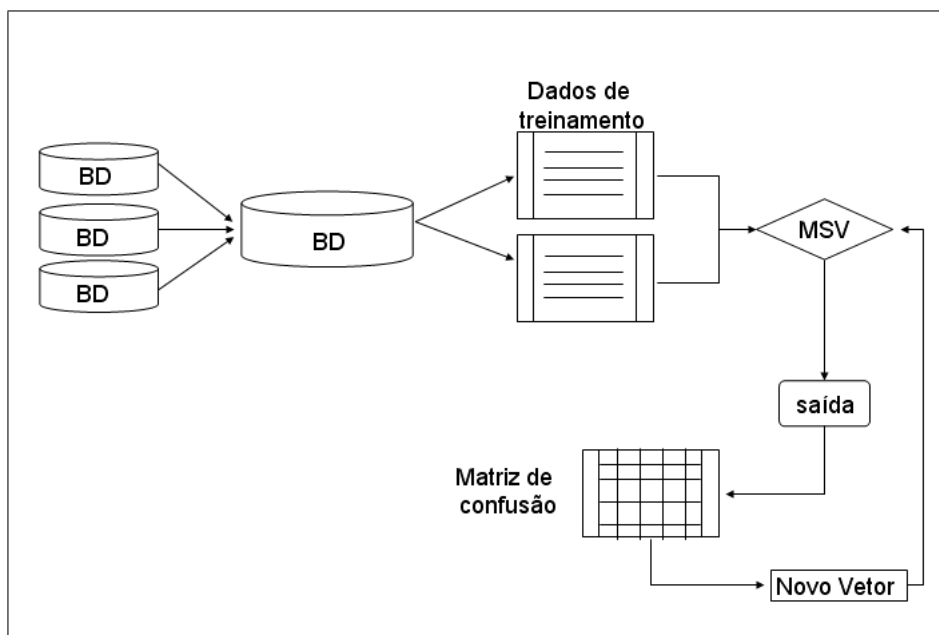 Dados de
treinamento
BD
BD
BD
BD
MSV
saída
Matriz de
confusão
Novo Vetor